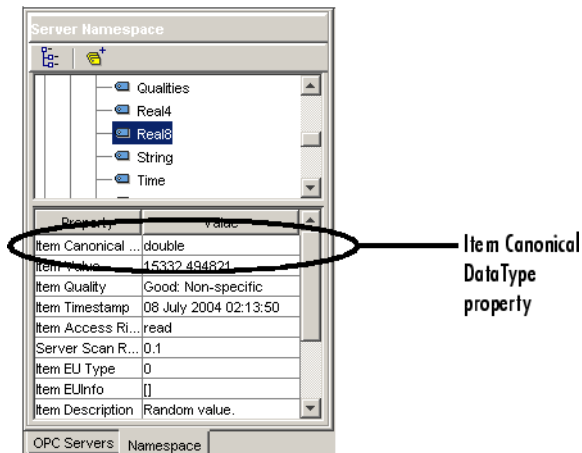 Server Namespace
Qualities
Real4
Real8
String
Time
Property Value
Item Canonical ... double
Item Value 15332.494821
Item Quality Good: Non-specific
Item Timestamp 08 July 2004 02:13:50
Item Access Ri... read
Server Scan R... 0.1
Item EU Type 0
Item EUInfo []
Item Description Random value.
OPC Servers Namespace
Item Canonical
DataType
property